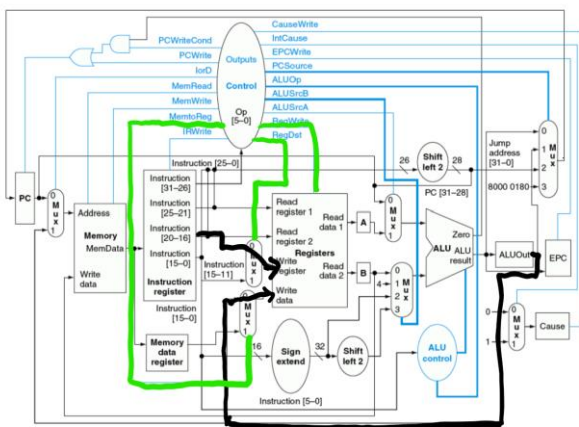 CauseWrite
IntCause
EPCWrite
PCSource
ALUOp
ALUSrcB
ALUSrcA
RegWrite
RegDst
PCWriteCond
PCWrite
IorD
MemRead
MemWrite
MemtoReg
IRWrite
Outputs
Control
Op
[5–0]
Instruction [25–0]
26
Shift
left 2
28
Jump
address
[31–0]
PC [31–28]
8000 0180
0
1
2
3
Mux
PC
0
Mux
1
Address
Memory
MemData
Write
data
Instruction
[31–26]
Instruction
[25–21]
Instruction
[20–16]
Instruction
[15–0]
Instruction
register
Instruction
[15–0]
Instruction
[15–11]
Mux
1
Mux
1
Memory
data
register
Read
register 1
Read
register 2
Write
register
Write
data
Registers
Read
data 1
Read
data 2
A
B
0
Mux
1
4
0
1
Mux
2
3
Zero
ALU
ALU
result
ALUOut
EPC
0
1
0
Mux
1
Cause
16
Sign
extend
32
Shift
left 2
ALU
control
Instruction [5–0]